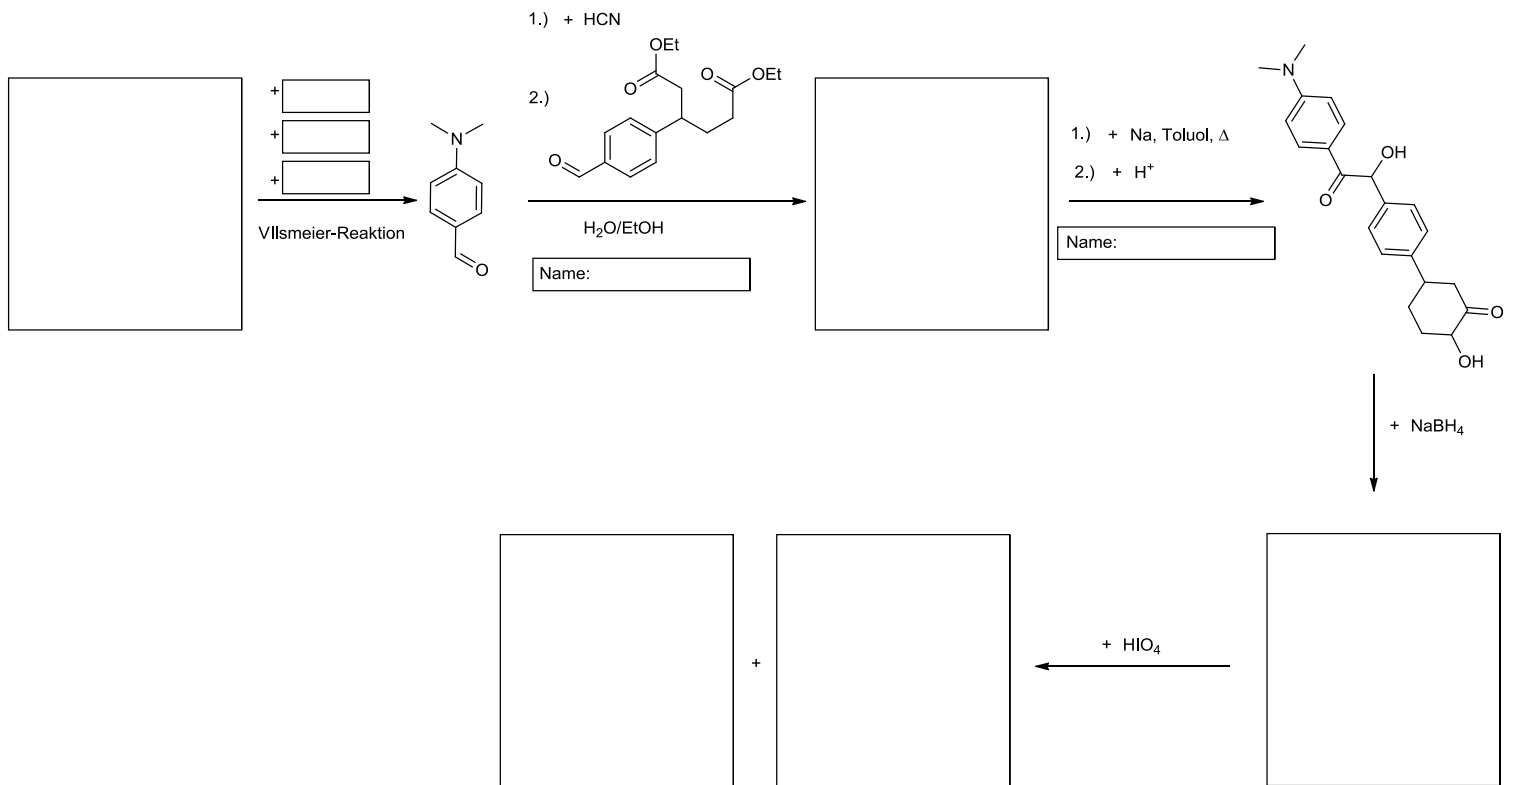 1.) + HCN
OEt
O
O
OEt
2.)
O
+
+
+
VIlsmeier-Reaktion
N
O
H₂O/EtOH
Name:
1.) + Na, Toluol, Δ
2.) + H⁺
Name:
N
OH
O
O
OH
+ NaBH₄
+ HIO₄
+